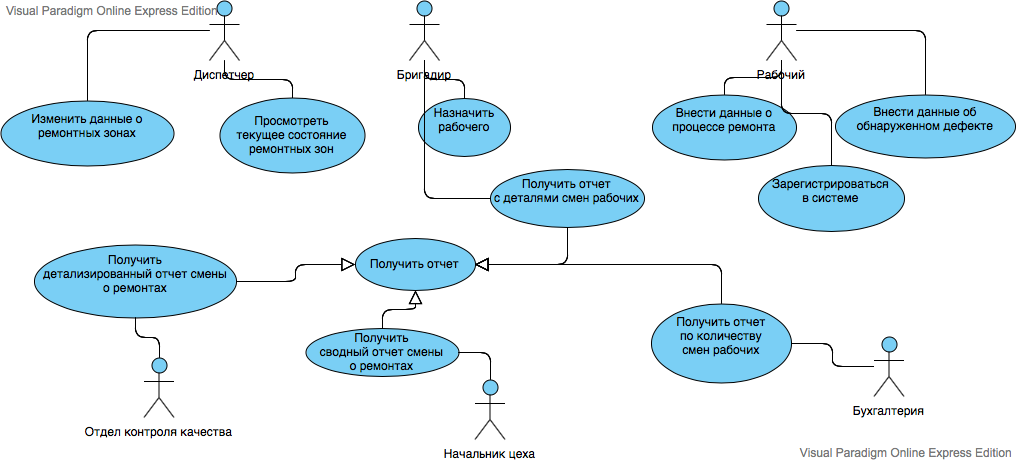 Visual Paradigm Online Express Edition
Диспетчер
Бригадир
Рабочий
Изменить данные о
ремонтных зонах
Просмотреть
текущее состояние
ремонтных зон
Назначить
рабочего
Внести данные о
процессе ремонта
Внести данные об
обнаруженном дефекте
Получить отчет
с деталями смен рабочих
Зарегистрироваться
в системе
Получить
детализированный отчет смены
о ремонтах
Получить отчет
Получить
сводный отчет смены
о ремонтах
Получить отчет
по количеству
смен рабочих
Бухгалтерия
Отдел контроля качества
Начальник цеха
Visual Paradigm Online Express Edition